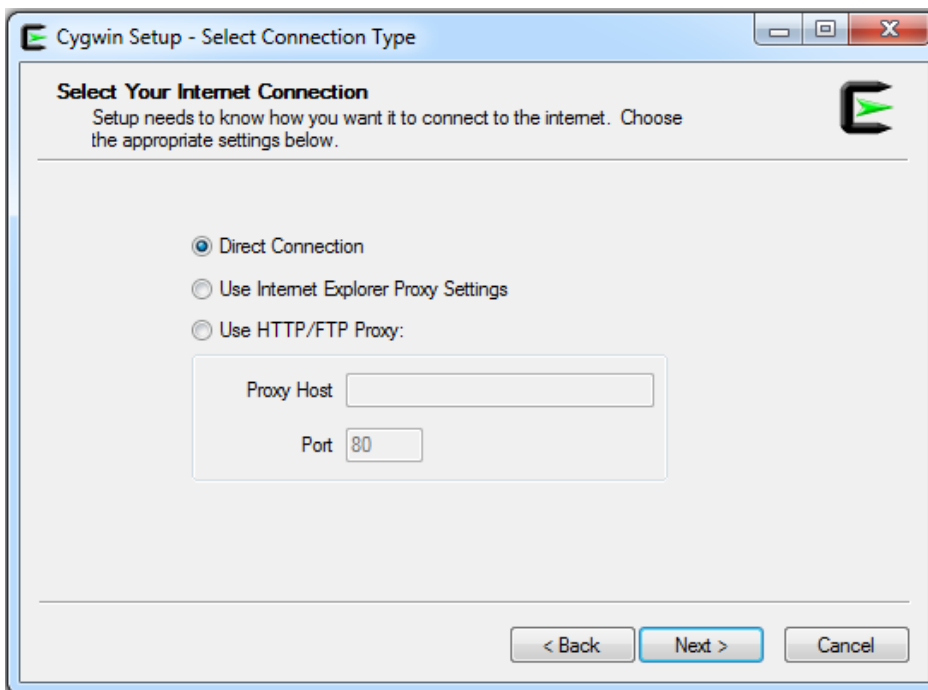 Cygwin Setup - Select Connection Type
Select Your Internet Connection
Setup needs to know how you want it to connect to the internet.  Choose
the appropriate settings below.
Direct Connection
Use Internet Explorer Proxy Settings
Use HTTP/FTP Proxy:
Proxy Host
Port 80
< Back Next > Cancel